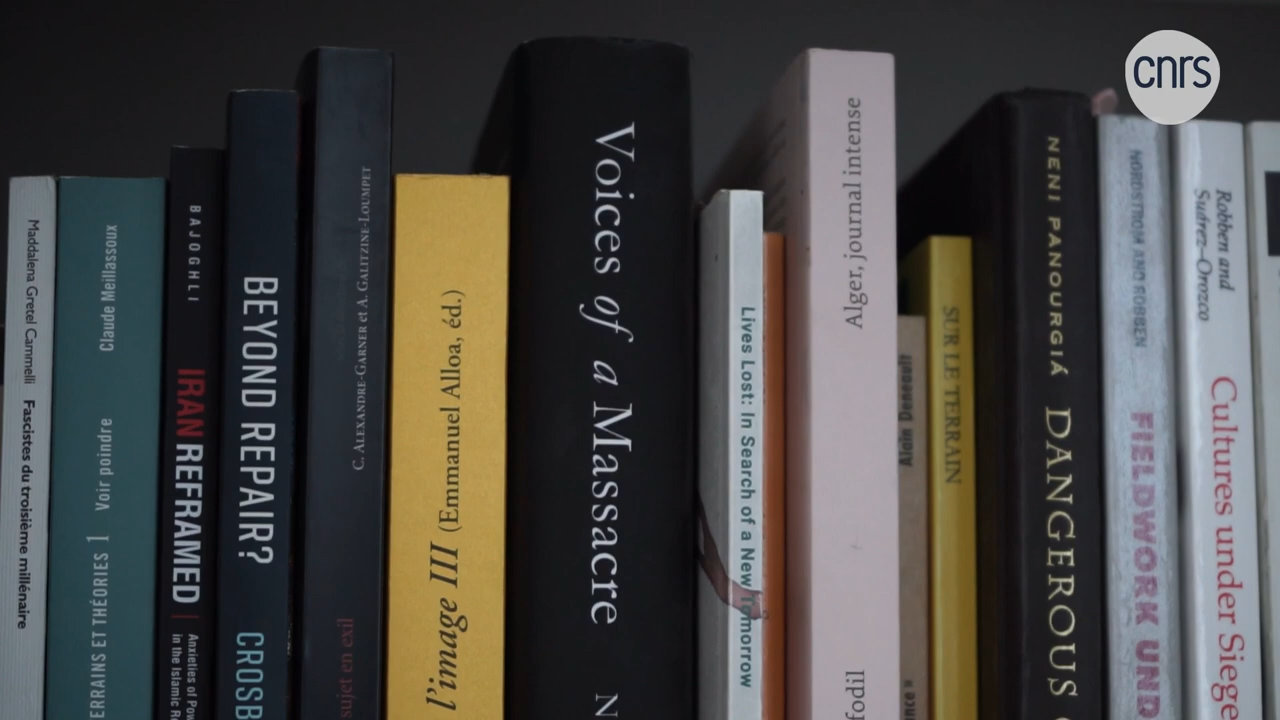 cnrs
Maddalena Gretel Cammelli Fascistes du troisième millénaire
ERRAINS ET THÉORIES] Voir poindre Claude Meillassoux
BAJOGHLI IRAN REFRAMED
Anxieties of Pow
in the Islamic Re
BEYOND REPAIR? CROSB
sujet en exil C. ALEXANDRE-GARNER et A. GALITZINE-LOUMPET
l'image III (Emmanuel Alloa, éd.)
Voices of a Massacre N
Lives Lost: In Search of a New Tomorrow
fodil Alger, journal intense
Alain
SUR LE TERRAIN
NENI PANOURGIÁ DANGEROUS
NORDSTROM AND ROBBEN FIELDWORK UND
Robben and
Suárez-Orozco
Cultures under Siege